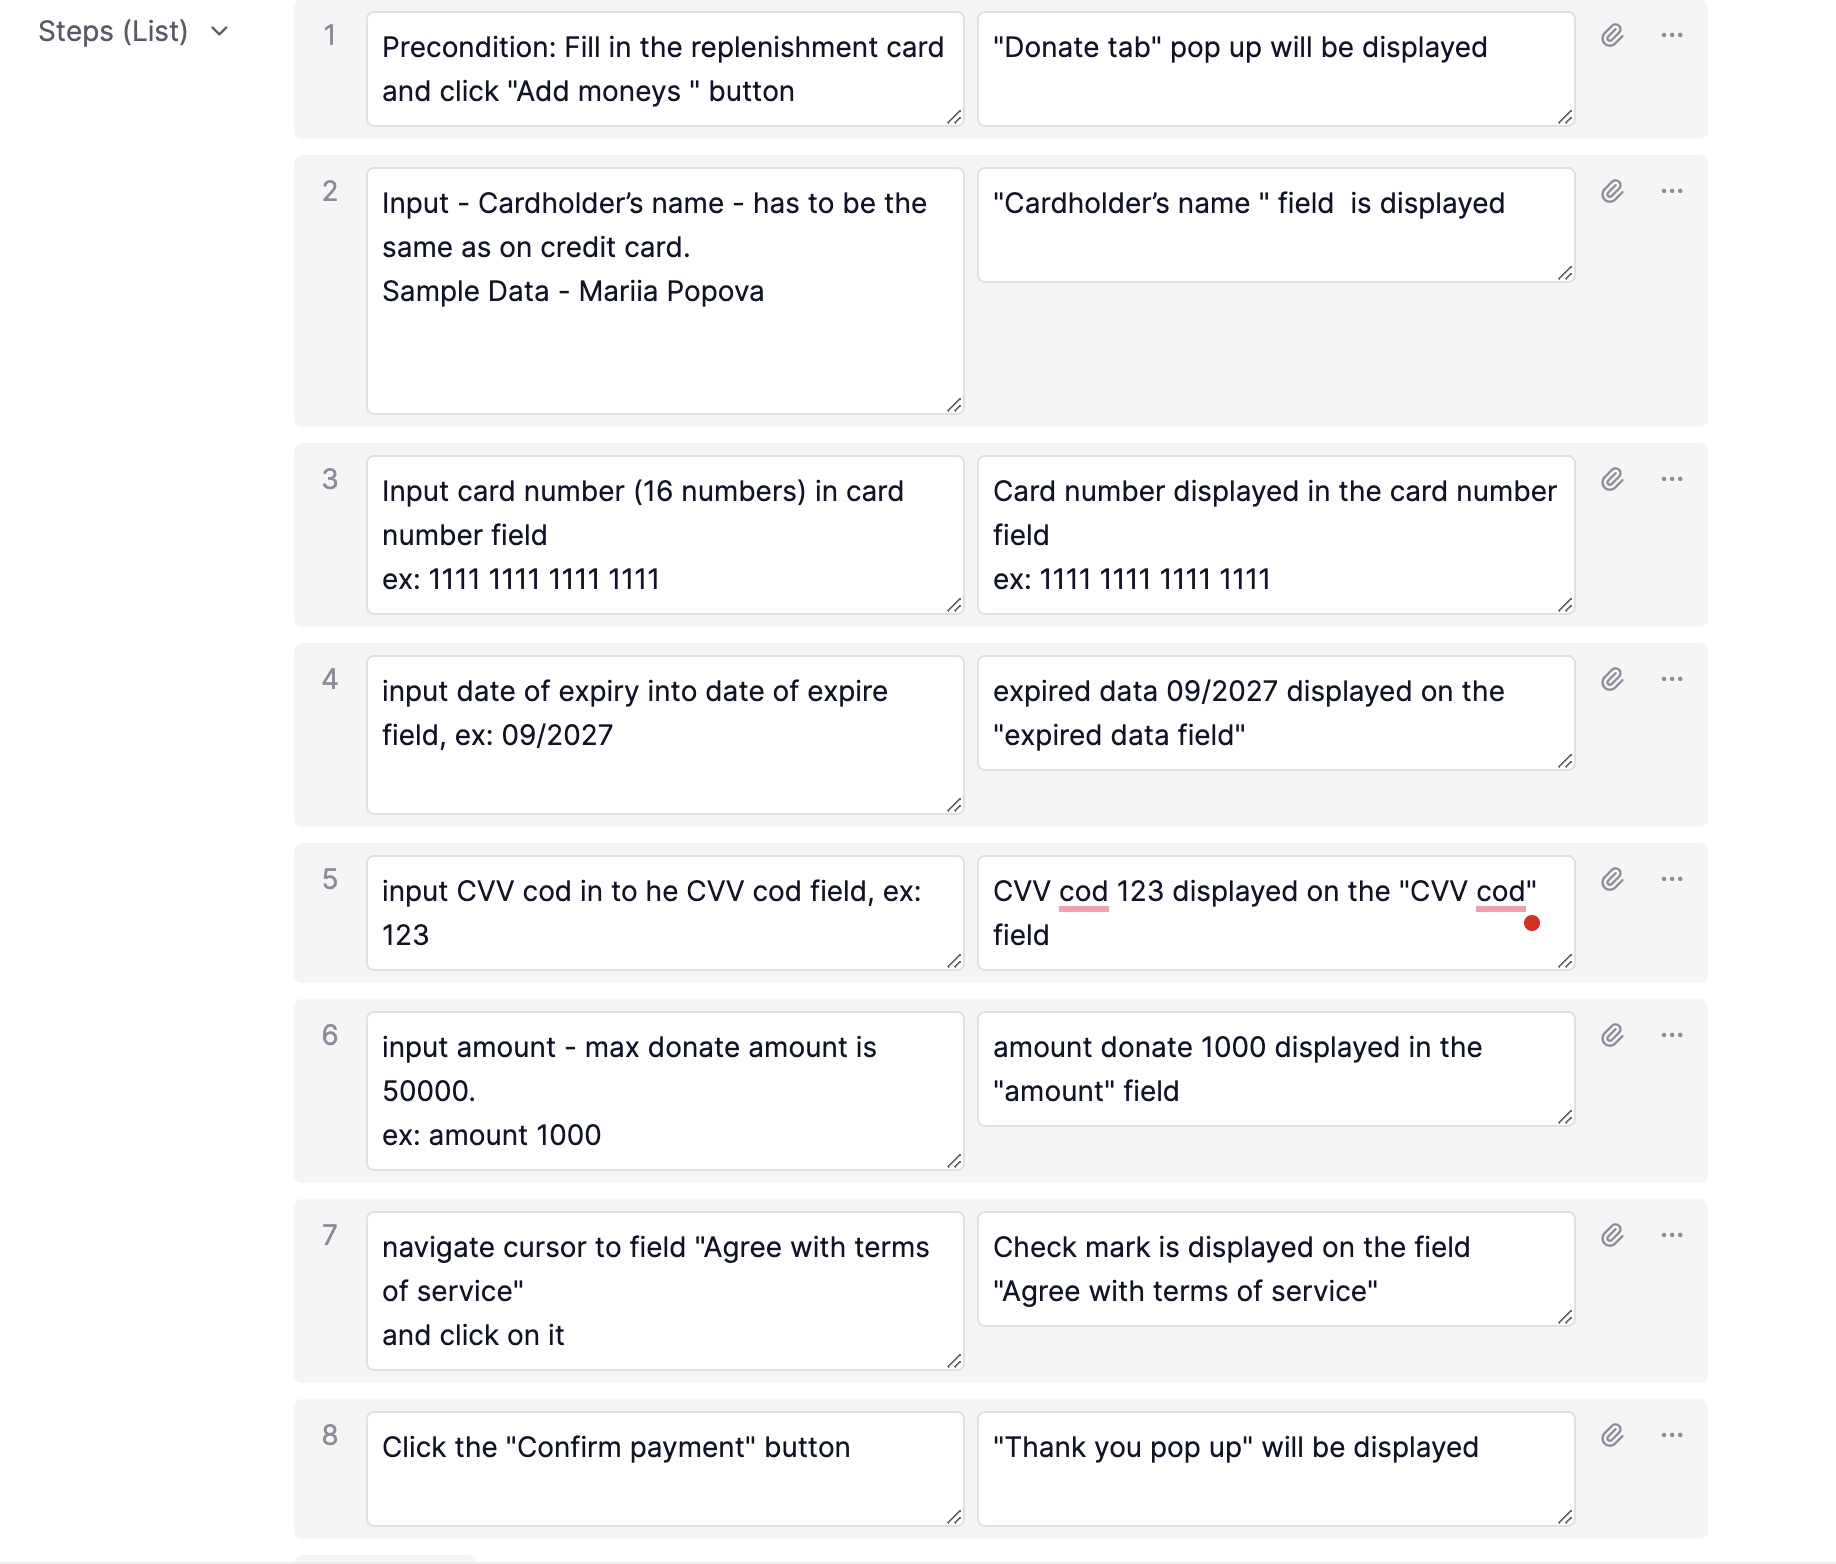 Steps (List)
1
Precondition: Fill in the replenishment card
and click "Add moneys " button
"Donate tab" pop up will be displayed
2
Input - Cardholder’s name - has to be the
same as on credit card.
Sample Data - Mariia Popova
"Cardholder’s name " field  is displayed
3
Input card number (16 numbers) in card
number field
ex: 1111 1111 1111 1111
Card number displayed in the card number
field
ex: 1111 1111 1111 1111
4
input date of expiry into date of expire
field, ex: 09/2027
expired data 09/2027 displayed on the
"expired data field"
5
input CVV cod in to he CVV cod field, ex:
123
CVV cod 123 displayed on the "CVV cod"
field
6
input amount - max donate amount is
50000.
ex: amount 1000
amount donate 1000 displayed in the
"amount" field
7
navigate cursor to field "Agree with terms
of service"
and click on it
Check mark is displayed on the field
"Agree with terms of service"
8
Click the "Confirm payment" button
"Thank you pop up" will be displayed